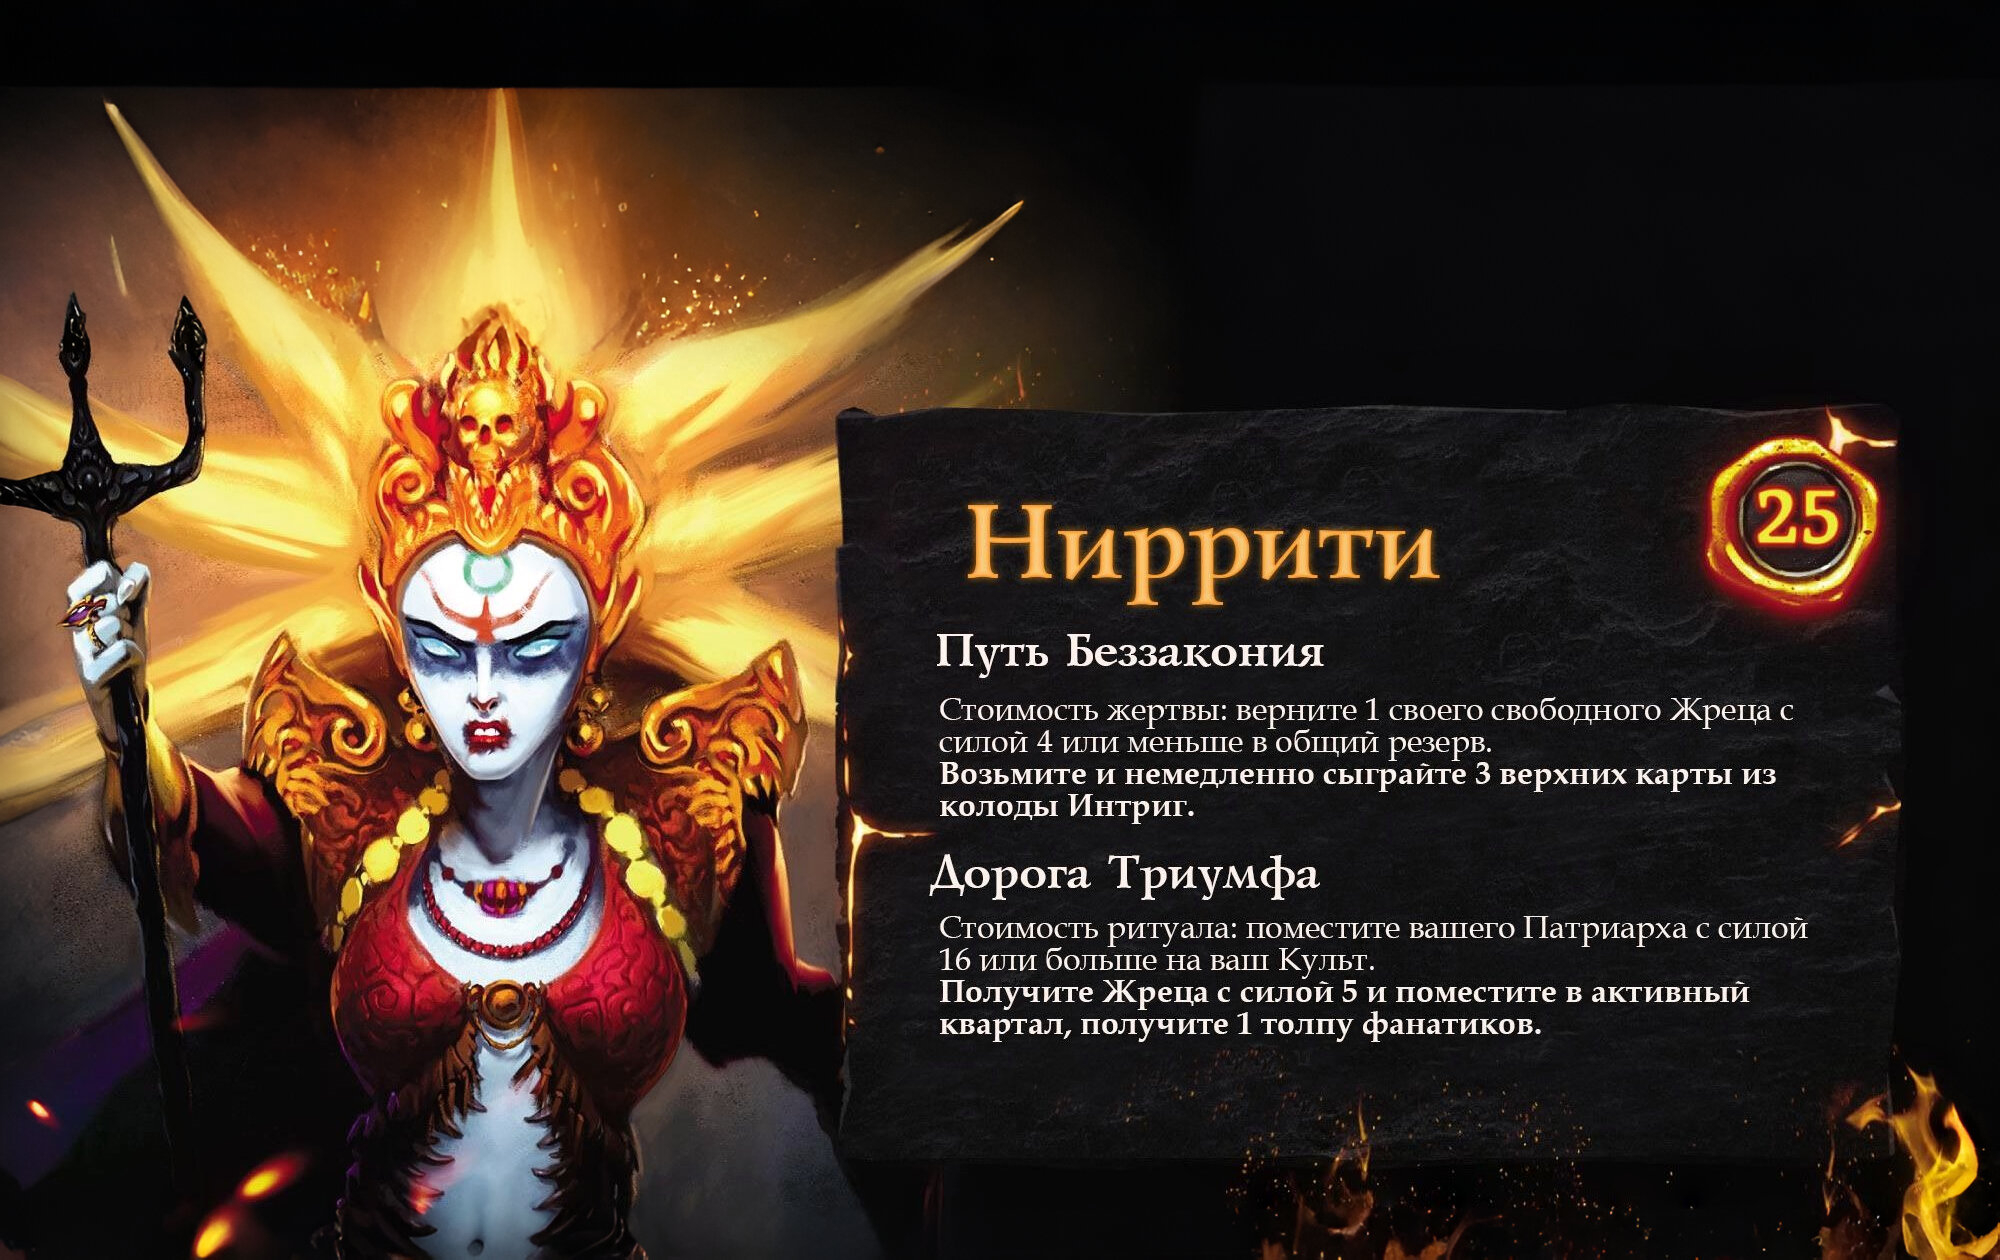 Ниррити
25
Путь Беззакония
Стоимость жертвы: верните 1 своего свободного Жреца с
силой 4 или меньше в общий резерв.
Возьмите и немедленно сыграйте 3 верхних карты из
колоды Интриг.
Дорога Триумфа
Стоимость ритуала: поместите вашего Патриарха с силой
16 или больше на ваш Культ.
Получите Жреца с силой 5 и поместите в активный
квартал, получите 1 толпу фанатиков.